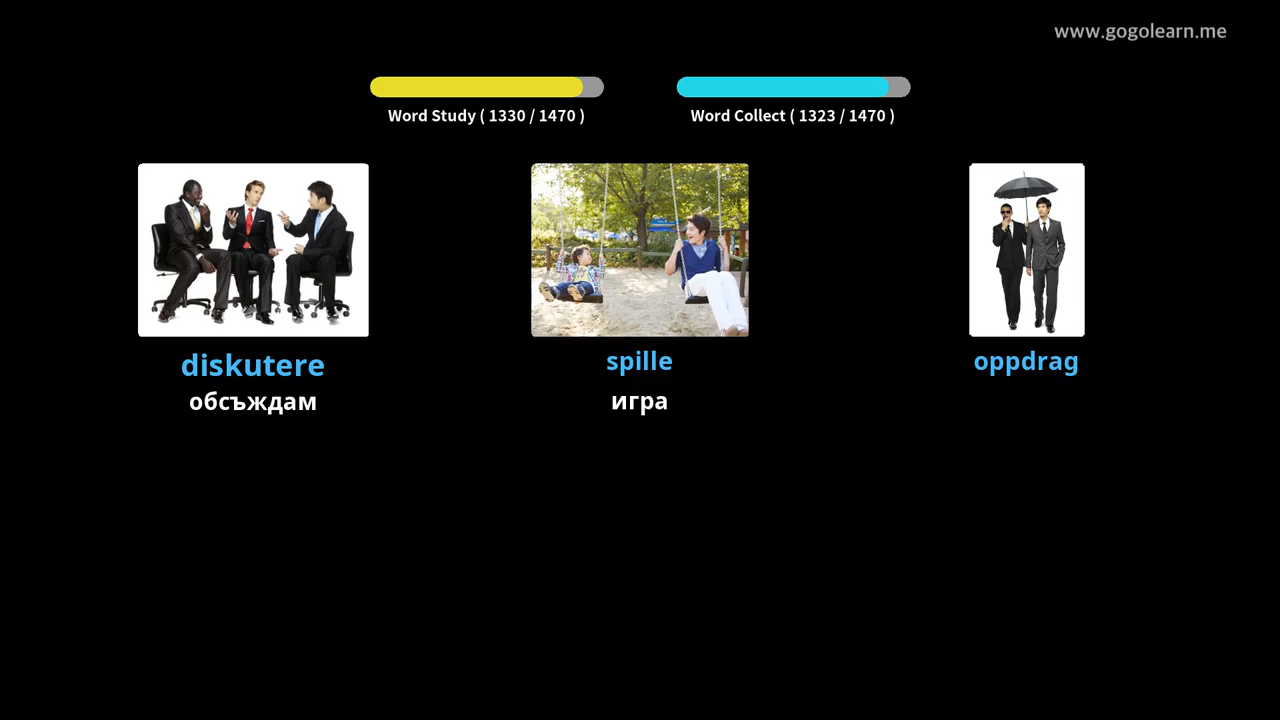 www.gogolearn.me
Word Study ( 1330 / 1470 )
Word Collect ( 1323 / 1470 )
diskutere
обсъждам
spille
игра
oppdrag